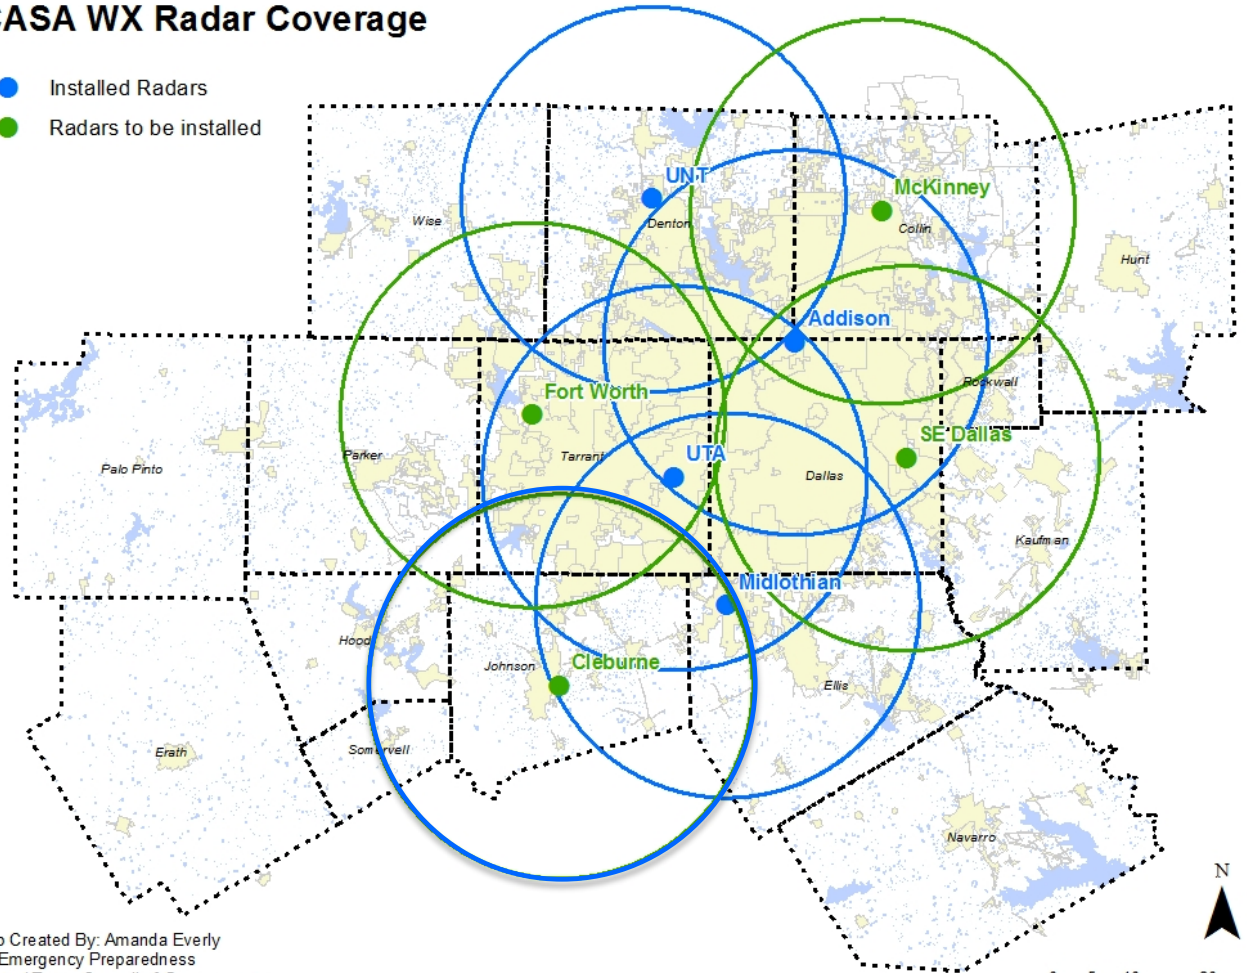 CASA WX Radar Coverage
Installed Radars
Radars to be installed
UNT
McKinney
Denton
Wise
Collin
Hunt
Addison
Rockwall
Fort Worth
SE Dallas
UTA
Parker
Tarrant
Palo Pinto
Dallas
Kaufman
Midlothian
Hood
Cleburne
Johnson
Ellis
Somervell
Erath
Navarro
N
Created By: Amanda Everly
Emergency Preparedness